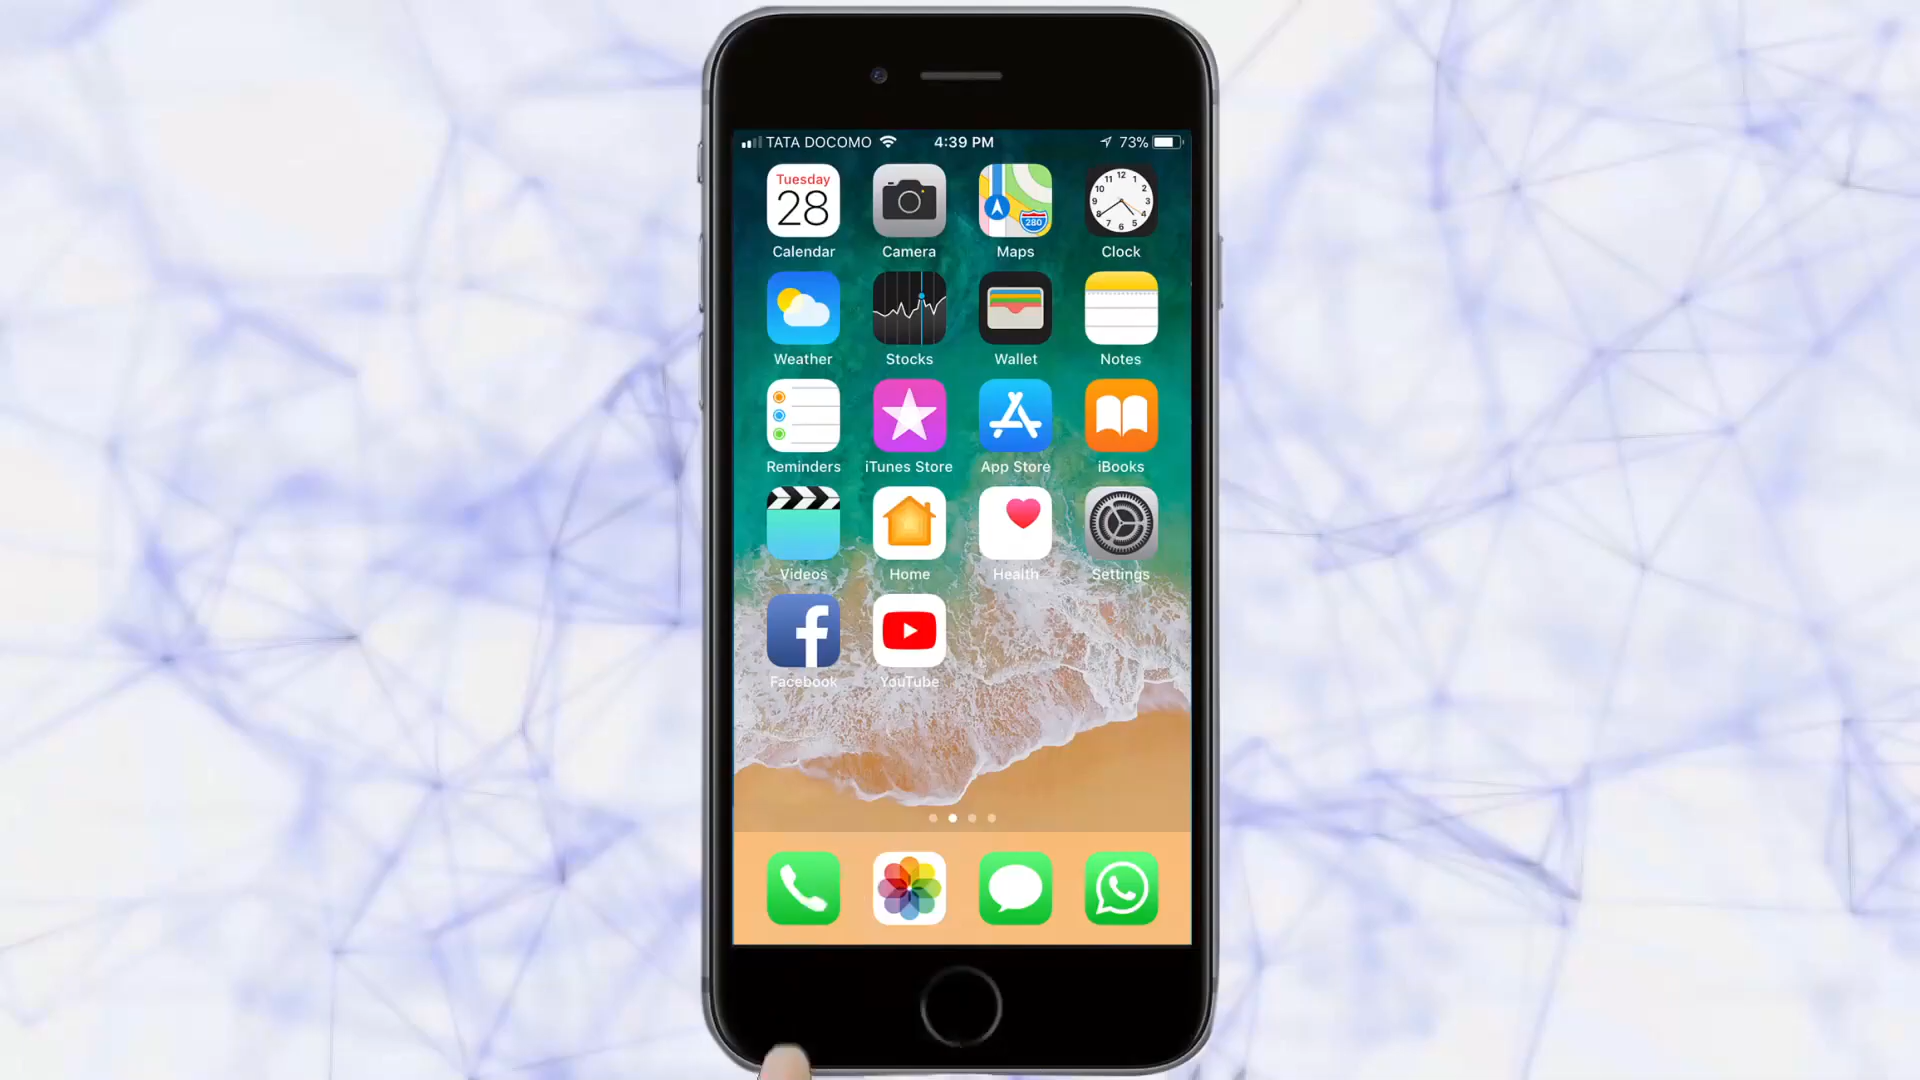 TATA DOCOMO 4:39 PM 73%
Tuesday
28
280
Calendar Camera Maps Clock
Weather Stocks Wallet Notes
Reminders iTunes Store App Store iBooks
Videos Home Health Settings
Facebook YouTube